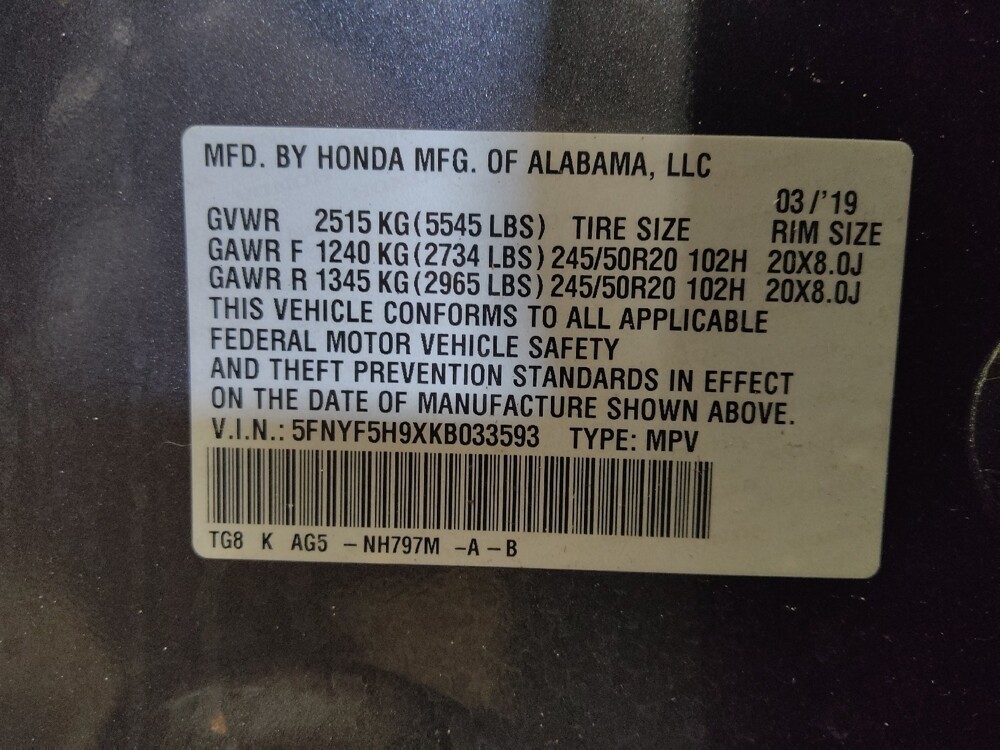 MFD. BY HONDA MFG. OF ALABAMA, LLC
03/'19
GVWR 2515 KG (5545 LBS) TIRE SIZE RIM SIZE
GAWR F 1240 KG (2734 LBS) 245/50R20 102H 20X8.0J
GAWR R 1345 KG (2965 LBS) 245/50R20 102H 20X8.0J
THIS VEHICLE CONFORMS TO ALL APPLICABLE
FEDERAL MOTOR VEHICLE SAFETY
AND THEFT PREVENTION STANDARDS IN EFFECT
ON THE DATE OF MANUFACTURE SHOWN ABOVE.
V.I.N.: 5FNYF5H9XKB033593 TYPE: MPV
TG8 K AG5 – NH797M –A – B